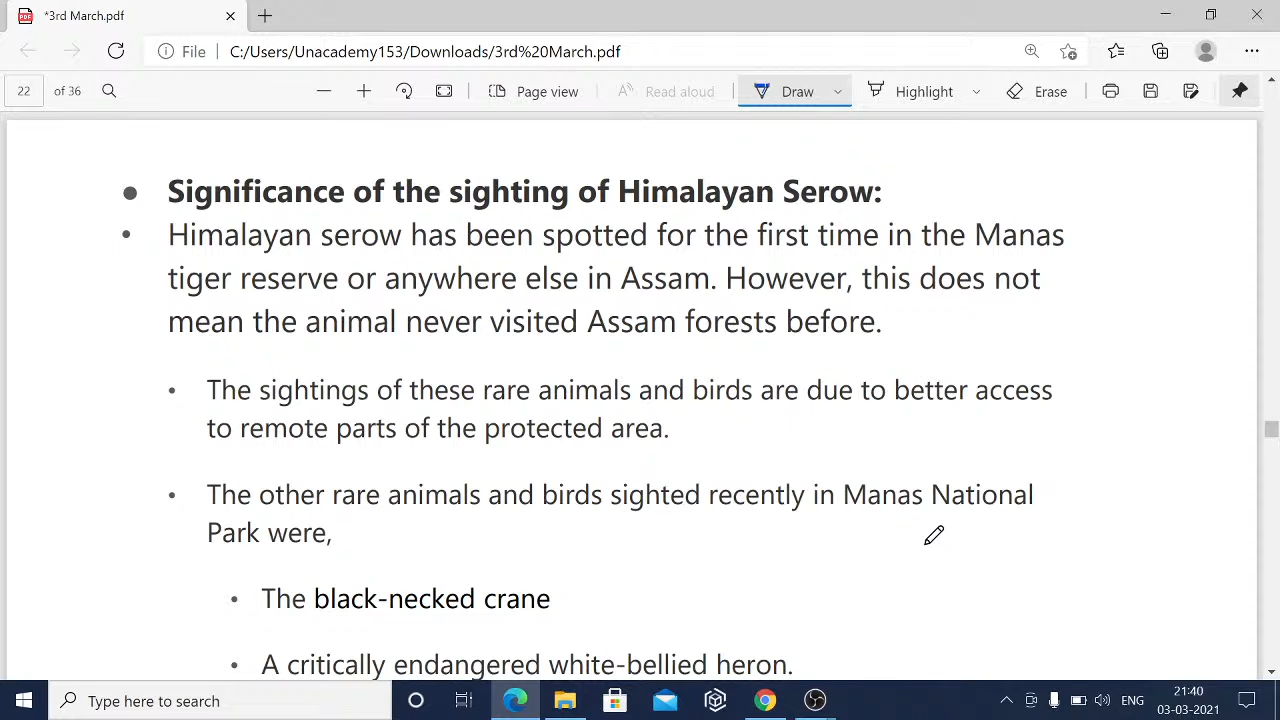 *3rd March.pdf
File C:/Users/Unacademy153/Downloads/3rd%20March.pdf
22 of 36 Page view Read aloud Draw Highlight Erase
Significance of the sighting of Himalayan Serow:
Himalayan serow has been spotted for the first time in the Manas
tiger reserve or anywhere else in Assam. However, this does not
mean the animal never visited Assam forests before.
The sightings of these rare animals and birds are due to better access
to remote parts of the protected area.
The other rare animals and birds sighted recently in Manas National
Park were,
The black-necked crane
A critically endangered white-bellied heron.
Type here to search
ENG
21:40
03-03-2021